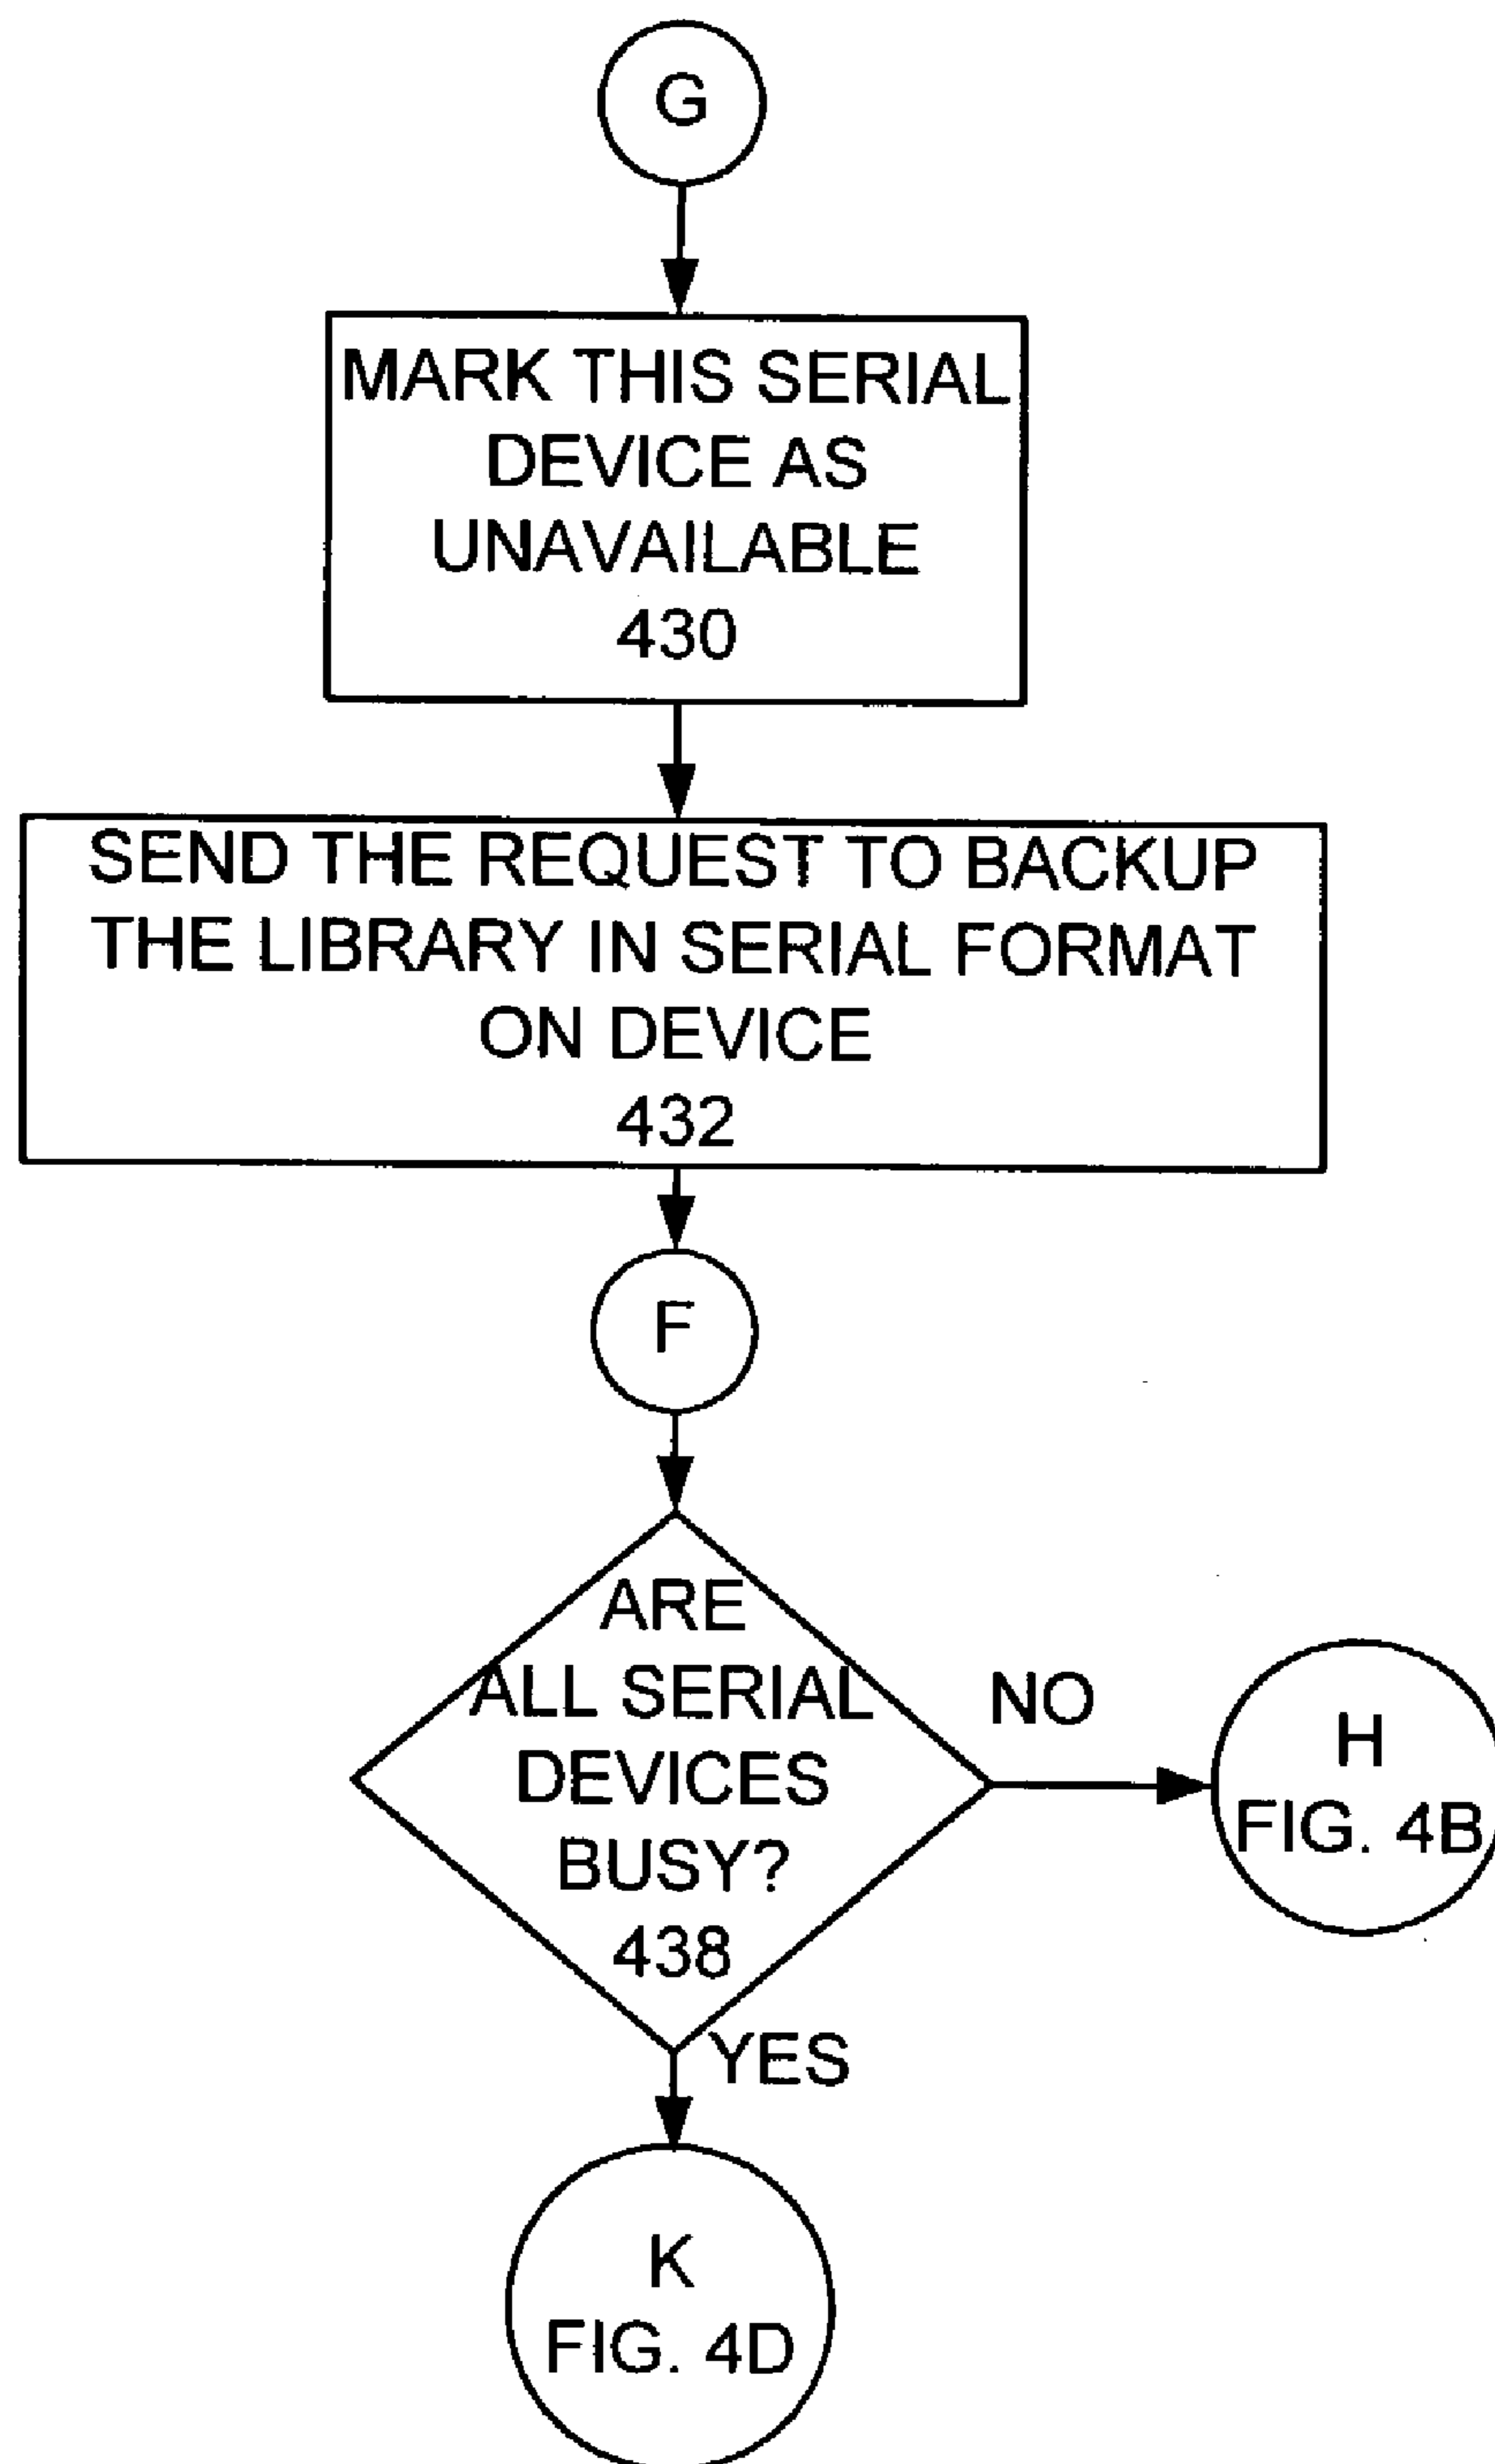 G
MARK THIS SERIAL
DEVICE AS
UNAVAILABLE
430
SEND THE REQUEST TO BACKUP
THE LIBRARY IN SERIAL FORMAT
ON DEVICE
432
F
ARE
ALL SERIAL
DEVICES
BUSY?
438
NO
H
FIG. 4B
YES
K
FIG. 4D